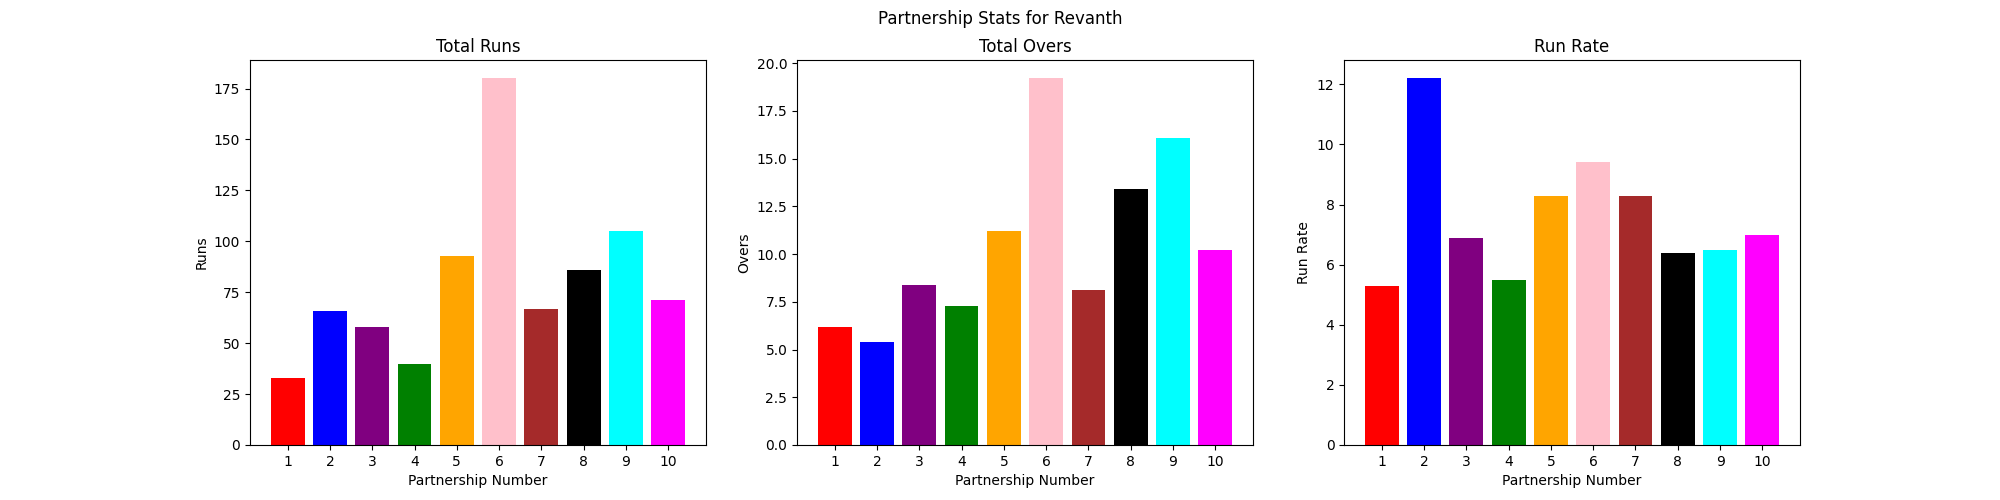 Partnership Stats for Revanth
Total Runs
175
150
125
100
75
50
25
0
Runs
1 2 3 4 5 6 7 8 9 10
Partnership Number
Total Overs
20.0
17.5
15.0
12.5
10.0
7.5
5.0
2.5
0.0
Overs
1 2 3 4 5 6 7 8 9 10
Partnership Number
Run Rate
12
10
8
6
4
2
0
Run Rate
1 2 3 4 5 6 7 8 9 10
Partnership Number